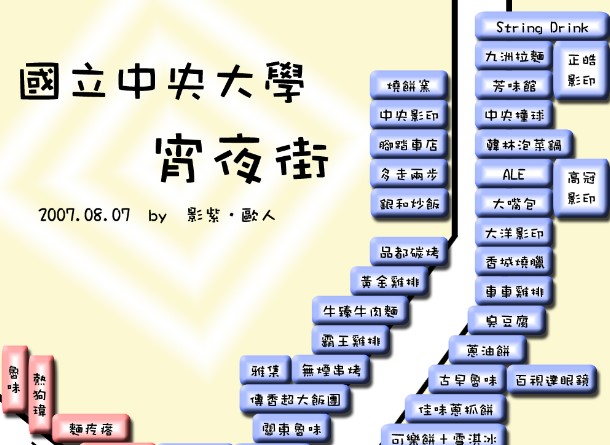 國立中央大學
宵夜街
2007.08.07 by 影紫·歐人
String Drink
九洲拉麵
正皓影印
芳味館
燒餅窯
中央影印
中央撞球
腳踏車店
韓林泡菜鍋
多走兩步
ALE
高冠影印
銀和炒飯
大嘴包
大洋影印
品都碳烤
香城燒臘
黃金雞排
車車雞排
牛臻牛肉麵
臭豆腐
霸王雞排
蔥油餅
雅集
無煙串烤
古早魯味
百視達眼鏡
傳香超大飯團
佳味蔥抓餅
關東魯味
可樂餅+雪淇冰
魯味
熱狗瑋
麵疙瘩